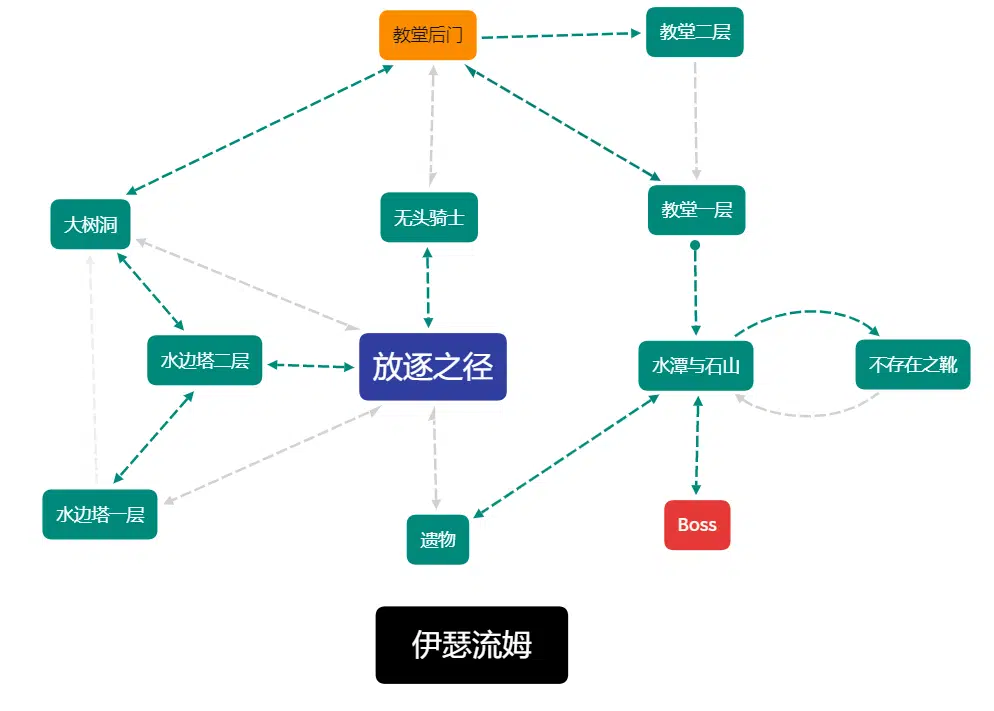 教堂后门
教堂二层
大树洞
无头骑士
教堂一层
水边塔二层
放逐之径
水潭与石山
不存在之靴
水边塔一层
遗物
Boss
伊瑟流姆